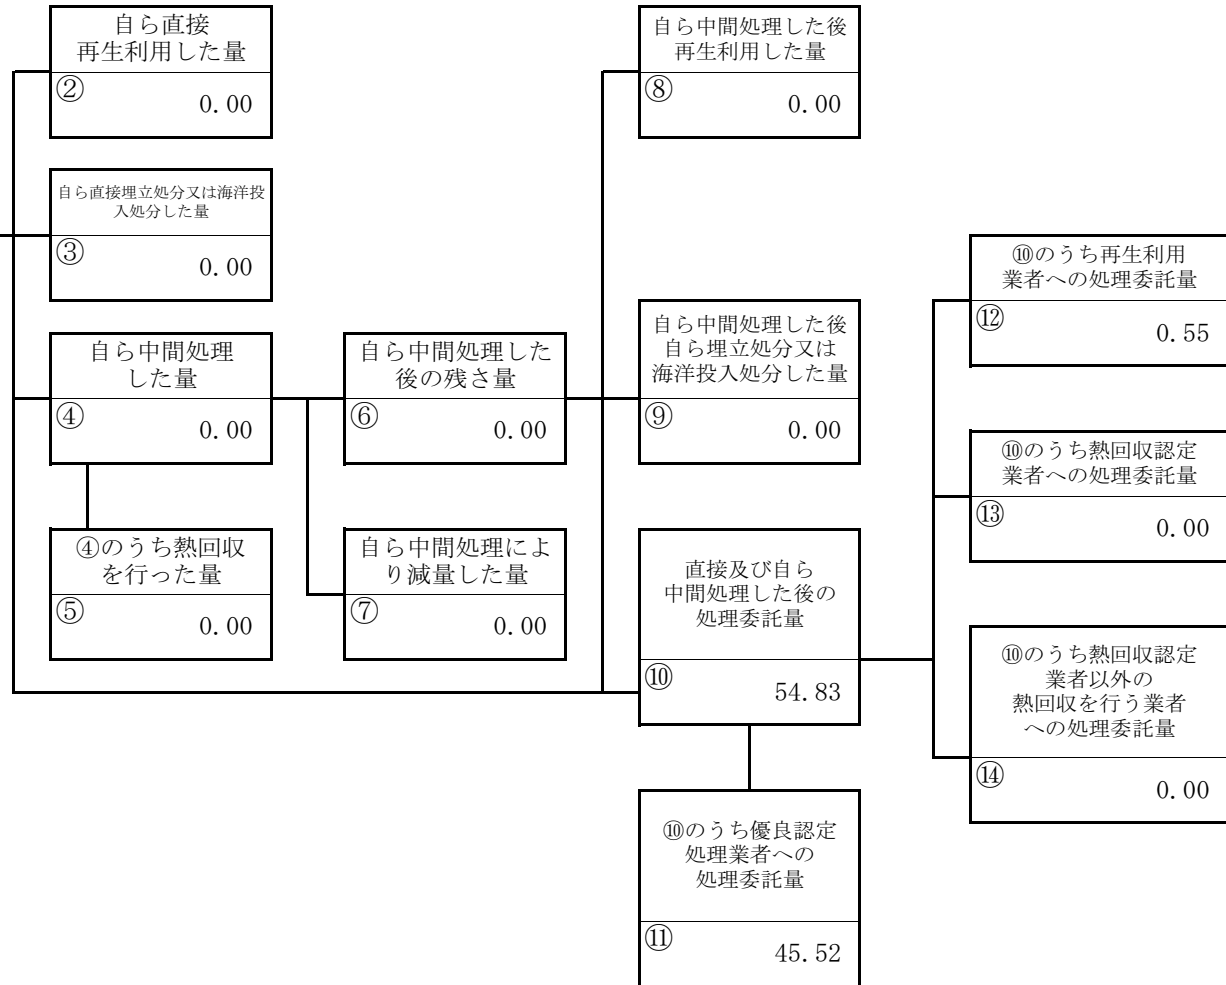 自ら直接
再生利用した量
②
0.00
自ら中間処理した後
再生利用した量
⑧
0.00
自ら直接埋立処分又は海洋投
入処分した量
③
0.00
⑩のうち再生利用
業者への処理委託量
⑫
0.55
自ら中間処理
した量
④
0.00
自ら中間処理した
後の残さ量
⑥
0.00
自ら中間処理した後
自ら埋立処分又は
海洋投入処分した量
⑨
0.00
⑩のうち熱回収認定
業者への処理委託量
⑬
0.00
④のうち熱回収
を行った量
⑤
0.00
自ら中間処理によ
り減量した量
⑦
0.00
直接及び自ら
中間処理した後の
処理委託量
⑩
54.83
⑩のうち熱回収認定
業者以外の
熱回収を行う業者
への処理委託量
⑭
0.00
⑩のうち優良認定
処理業者への
処理委託量
⑪
45.52